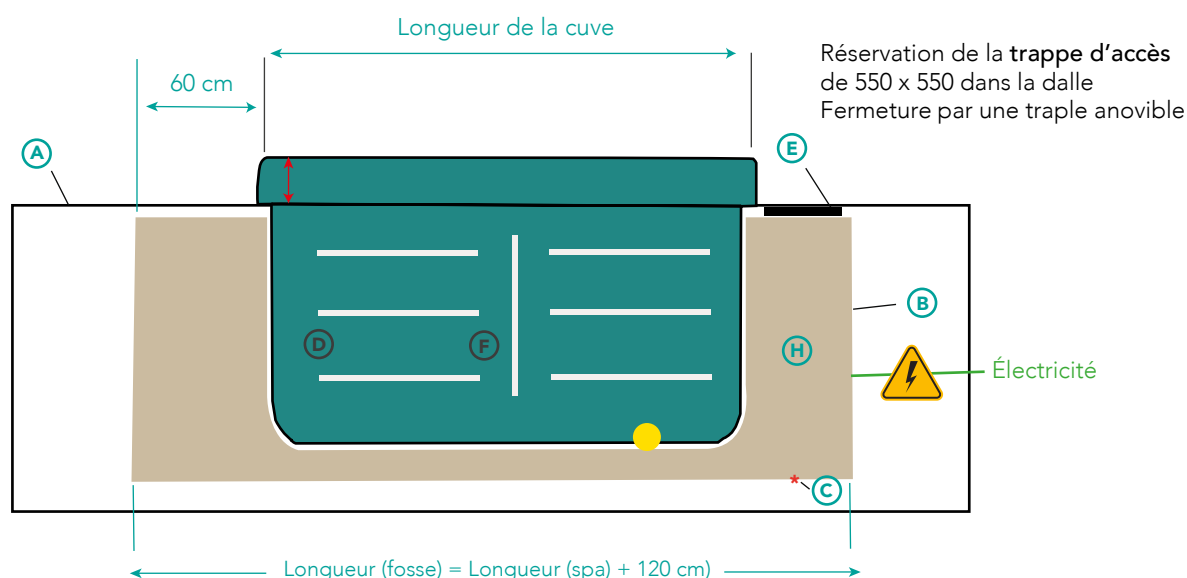 Longueur de la cuve
60 cm
Réservation de la trappe d'accès
de 550 x 550 dans la dalle
Fermeture par une traple anovible
A
E
B
D
F
H
Électricité
*
C
Longueur (fosse) = Longueur (spa) + 120 cm)